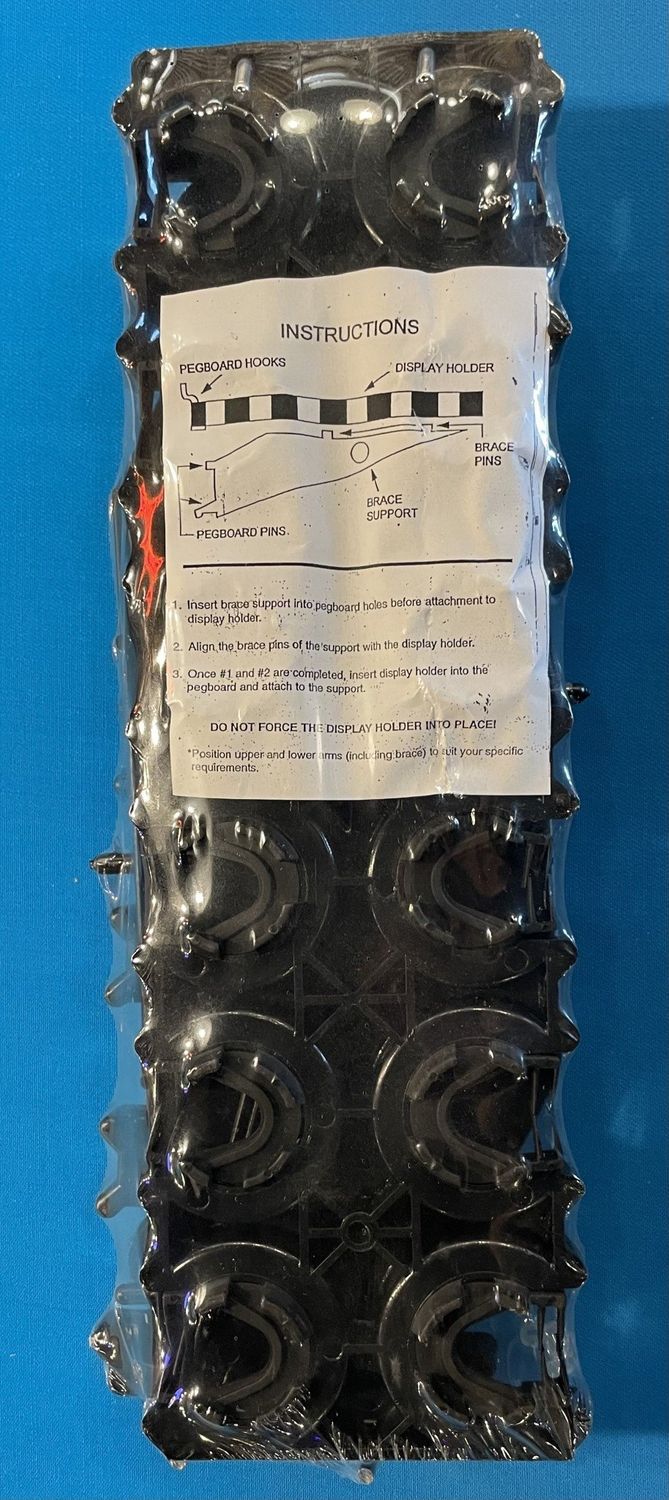 INSTRUCTIONS
PEGBOARD HOOKS
DISPLAY HOLDER
BRACE
PINS
BRACE
SUPPORT
PEGBOARD PINS.
1. Insert brace support into pegboard holes before attachment to
display holder.
2. Align the brace pins of the support with the display holder.
3. Once #1 and #2 are completed, insert display holder into the
pegboard and attach to the support.
DO NOT FORCE THE DISPLAY HOLDER INTO PLACE!
*Position upper and lower arms (including brace) to suit your specific
requirements.